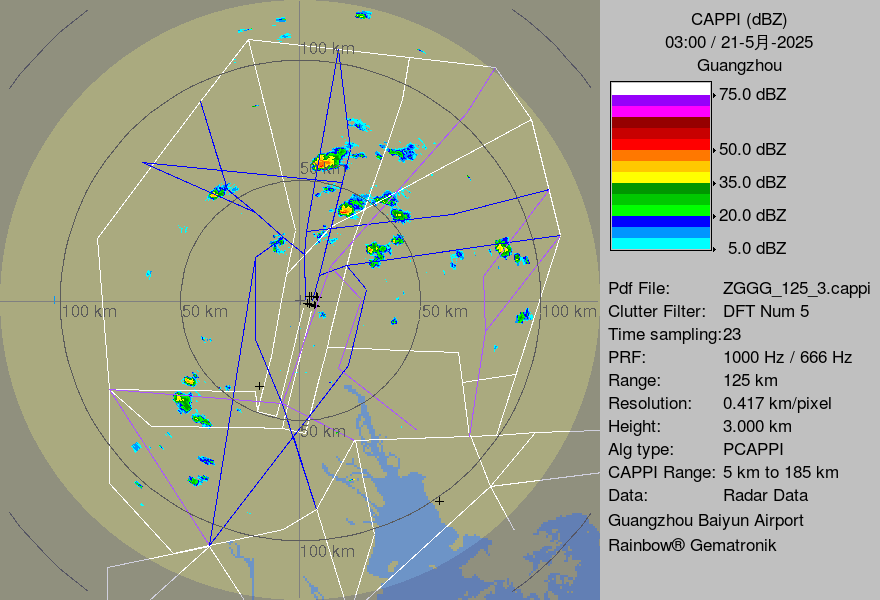 CAPPI (dBZ)
03:00 / 21-5月-2025
Guangzhou
75.0 dBZ
50.0 dBZ
35.0 dBZ
20.0 dBZ
5.0 dBZ
Pdf File: ZGGG_125_3.cappi
Clutter Filter: DFT Num 5
Time sampling:23
PRF: 1000 Hz / 666 Hz
Range: 125 km
Resolution: 0.417 km/pixel
Height: 3.000 km
Alg type: PCAPPI
CAPPI Range: 5 km to 185 km
Data: Radar Data
Guangzhou Baiyun Airport
Rainbow® Gematronik
100 km
50 km
100 km
50 km
50 km
100 km
50 km
100 km